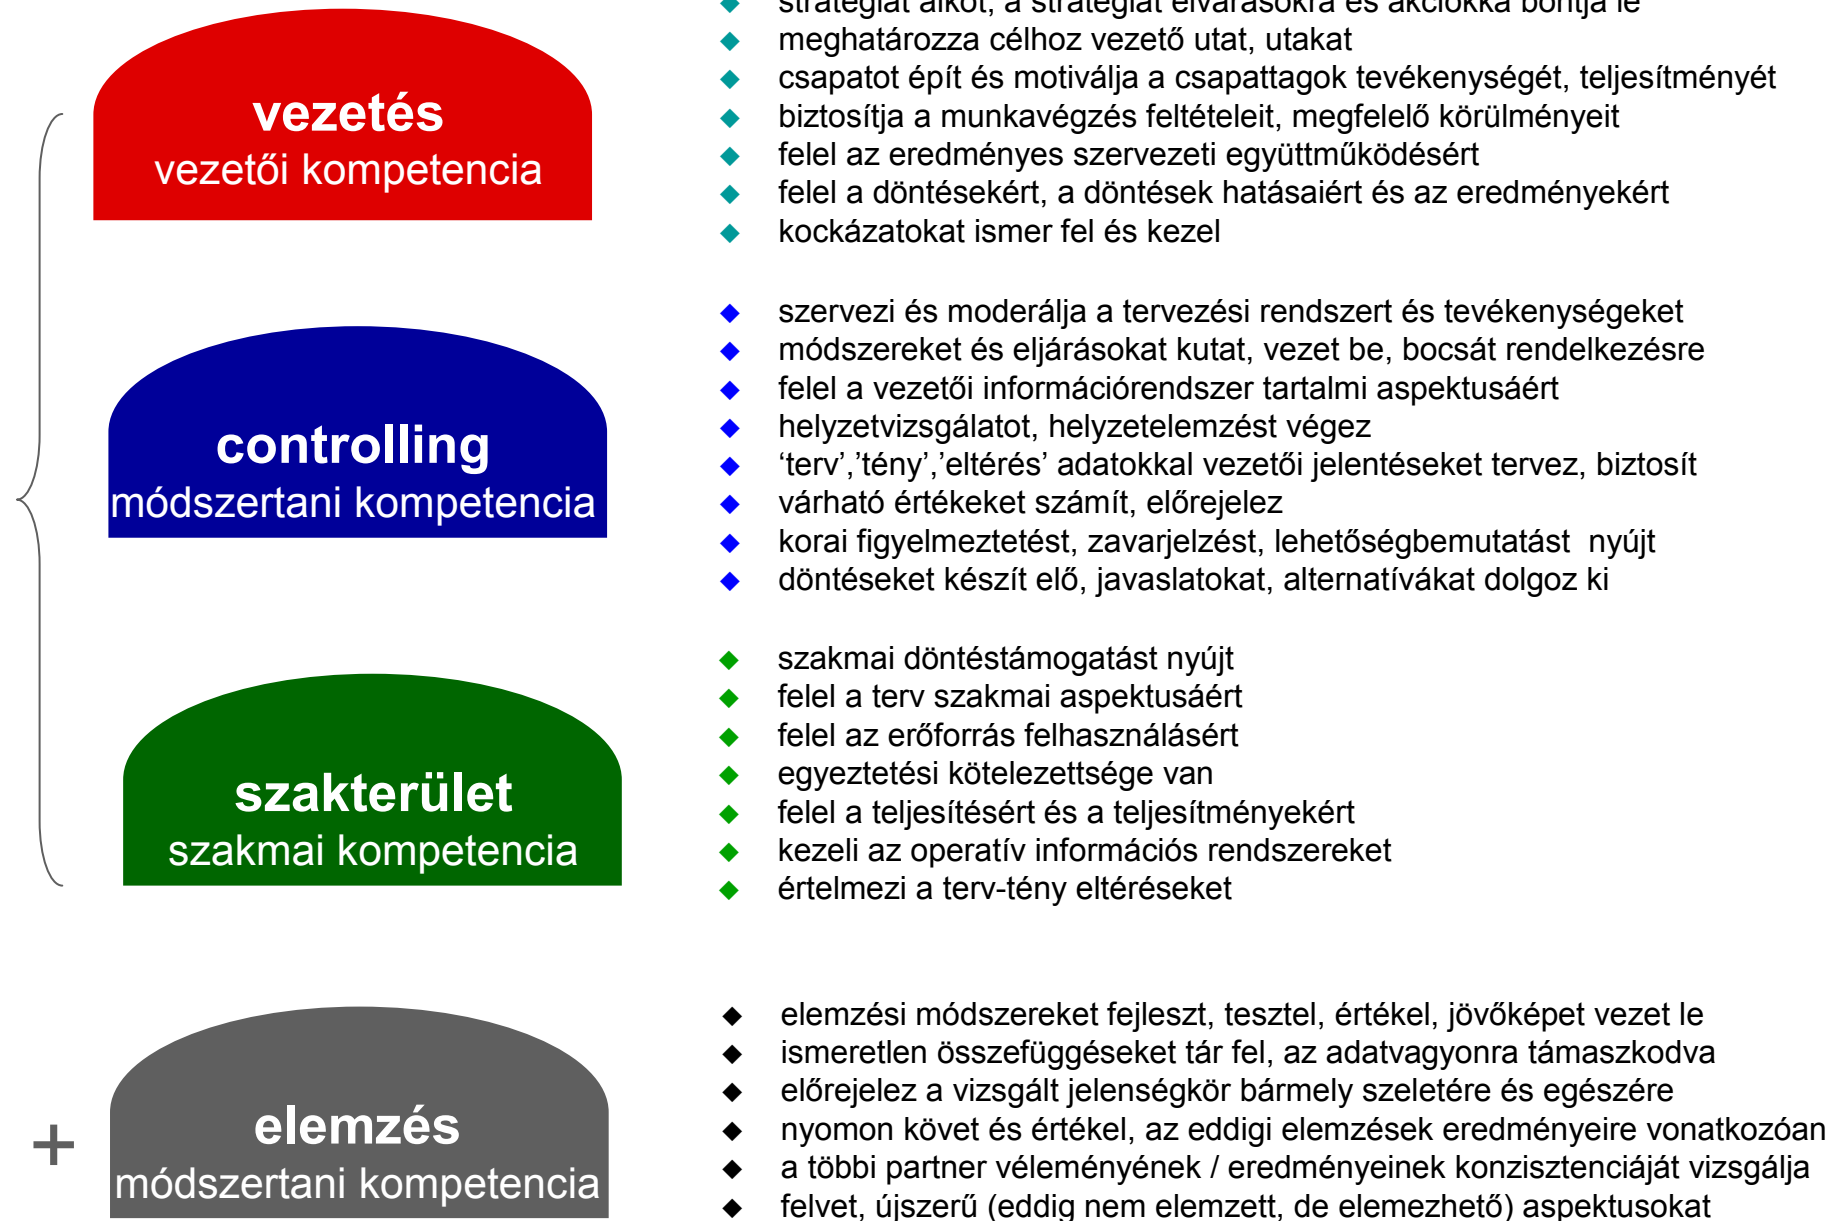 stratégiát alkot, a stratégiát elvárásokra és akciókká bontja le
meghatározza célhoz vezető utat, utakat
csapatot épít és motiválja a csapattagok tevékenységét, teljesítményét
biztosítja a munkavégzés feltételeit, megfelelő körülményeit
felel az eredményes szervezeti együttműködésért
felel a döntésekért, a döntések hatásaiért és az eredményekért
kockázatokat ismer fel és kezel
vezetés
vezetői kompetencia
szervezi és moderálja a tervezési rendszert és tevékenységeket
módszereket és eljárásokat kutat, vezet be, bocsát rendelkezésre
felel a vezetői információrendszer tartalmi aspektusáért
helyzetvizsgálatot, helyzetelemzést végez
‘terv’,’tény’,’eltérés’ adatokkal vezetői jelentéseket tervez, biztosít
várható értékeket számít, előrejelez
korai figyelmeztetést, zavarjelzést, lehetőségbemutatást  nyújt
döntéseket készít elő, javaslatokat, alternatívákat dolgoz ki
controlling
módszertani kompetencia
szakmai döntéstámogatást nyújt
felel a terv szakmai aspektusáért
felel az erőforrás felhasználásért
egyeztetési kötelezettsége van
felel a teljesítésért és a teljesítményekért
kezeli az operatív információs rendszereket
értelmezi a terv-tény eltéréseket
szakterület
szakmai kompetencia
elemzési módszereket fejleszt, tesztel, értékel, jövőképet vezet le
ismeretlen összefüggéseket tár fel, az adatvagyonra támaszkodva
előrejelez a vizsgált jelenségkör bármely szeletére és egészére
nyomon követ és értékel, az eddigi elemzések eredményeire vonatkozóan
a többi partner véleményének / eredményeinek konzisztenciáját vizsgálja
felvet, újszerű (eddig nem elemzett, de elemezhető) aspektusokat
+
elemzés
módszertani kompetencia